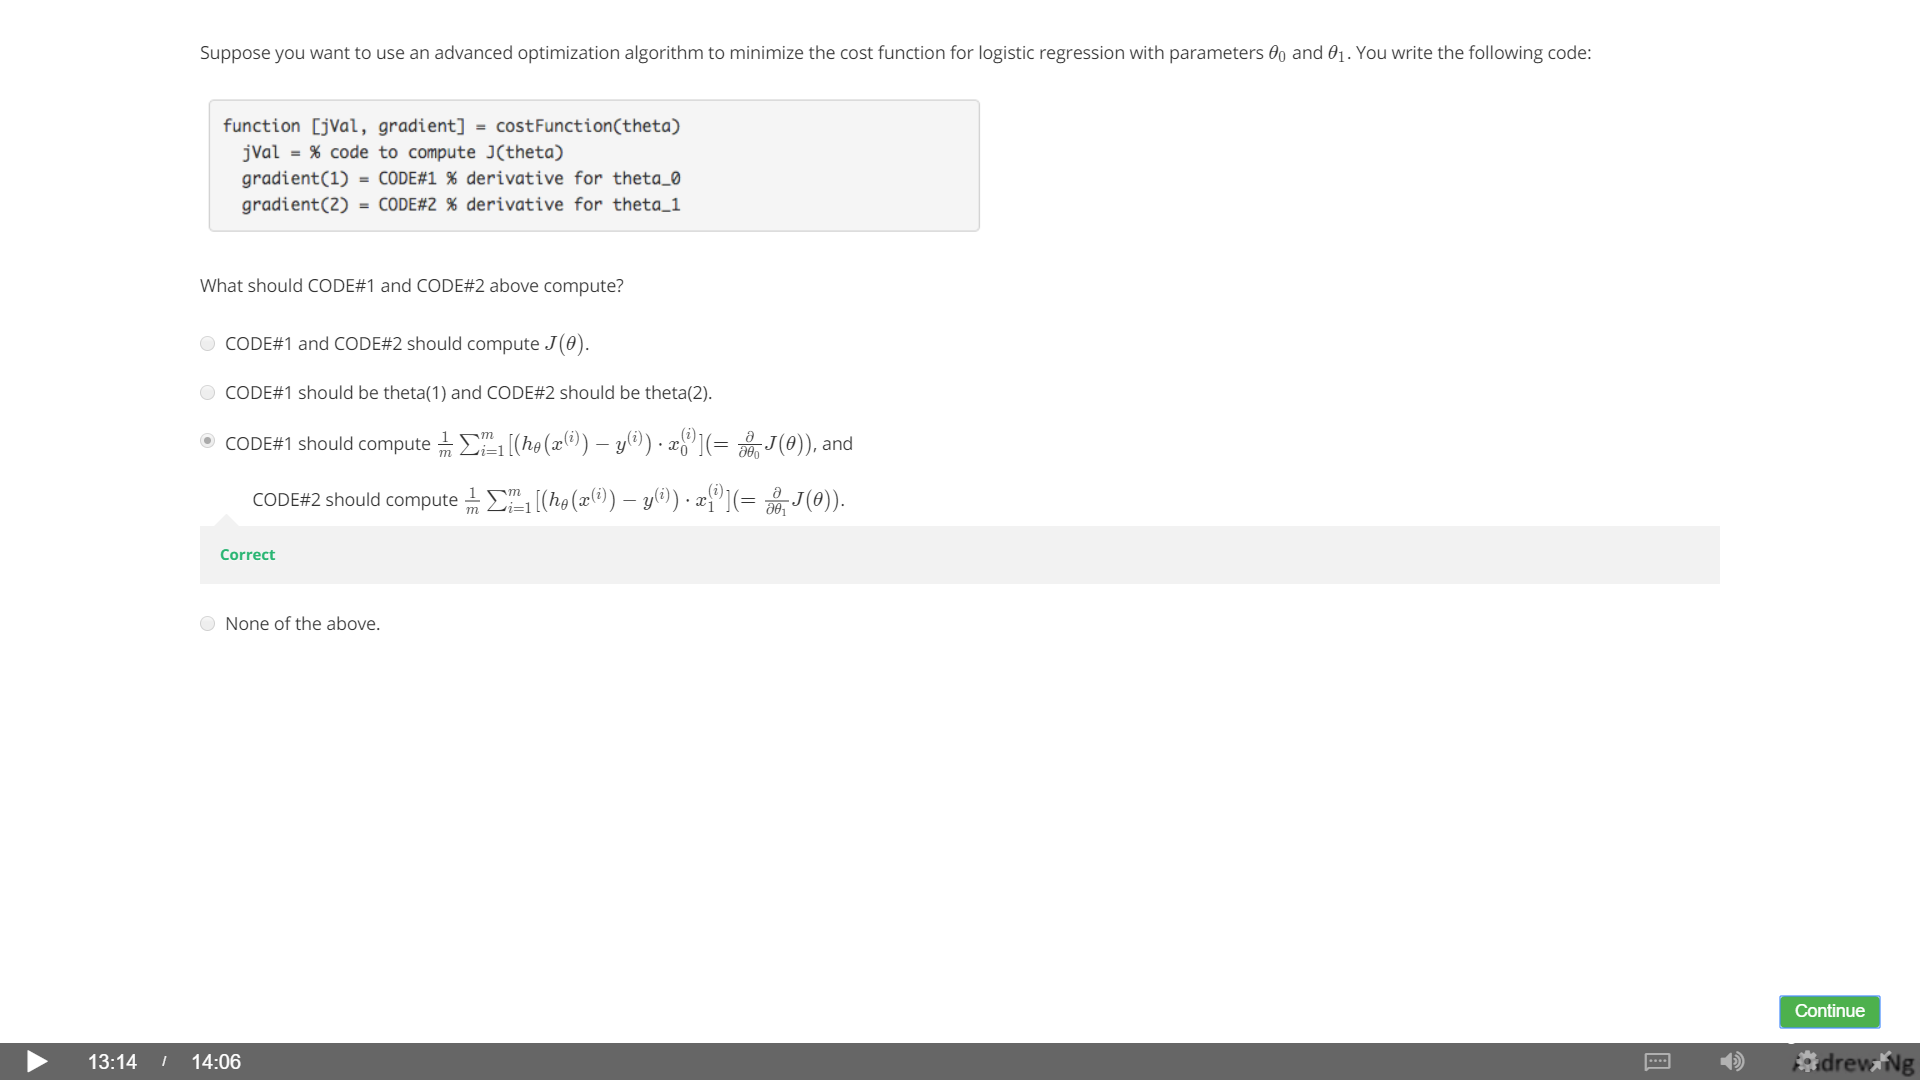 Suppose you want to use an advanced optimization algorithm to minimize the cost function for logistic regression with parameters θ₀ and θ₁. You write the following code:
function [jVal, gradient] = costFunction(theta)
jVal = % code to compute J(theta)
gradient(1) = CODE#1 % derivative for theta_0
gradient(2) = CODE#2 % derivative for theta_1
What should CODE#1 and CODE#2 above compute?
CODE#1 and CODE#2 should compute J(θ).
CODE#1 should be theta(1) and CODE#2 should be theta(2).
CODE#1 should compute $\frac{1}{m}\sum_{i=1}^{m}[(h_\theta(x^{(i)}) - y^{(i)}) \cdot x_0^{(i)}](= \frac{\partial}{\partial\theta_0}J(\theta))$, and
CODE#2 should compute $\frac{1}{m}\sum_{i=1}^{m}[(h_\theta(x^{(i)}) - y^{(i)}) \cdot x_1^{(i)}](= \frac{\partial}{\partial\theta_1}J(\theta))$.
Correct
None of the above.
Continue
13:14 / 14:06
Andrew Ng